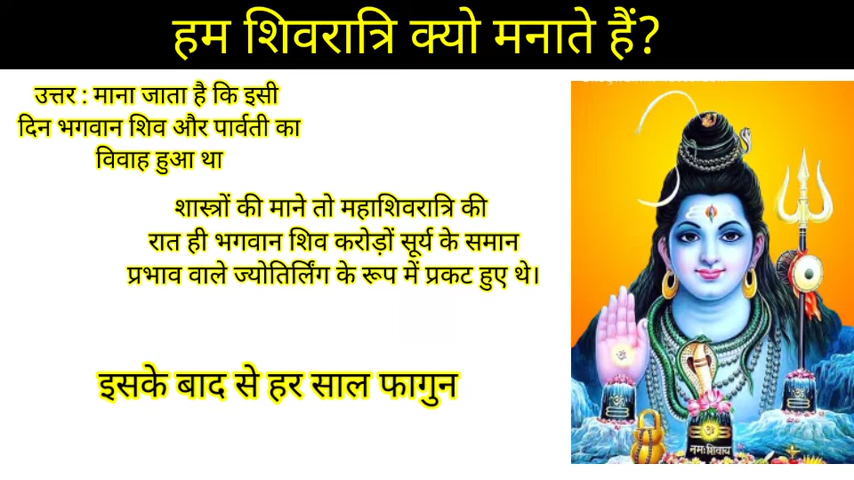 हम शिवरात्रि क्यो मनाते हैं?
उत्तर : माना जाता है कि इसी
दिन भगवान शिव और पार्वती का
विवाह हुआ था
शास्त्रों की माने तो महाशिवरात्रि की
रात ही भगवान शिव करोड़ों सूर्य के समान
प्रभाव वाले ज्योतिर्लिंग के रूप में प्रकट हुए थे।
इसके बाद से हर साल फागुन
ॐ
ॐ
नमः शिवाय